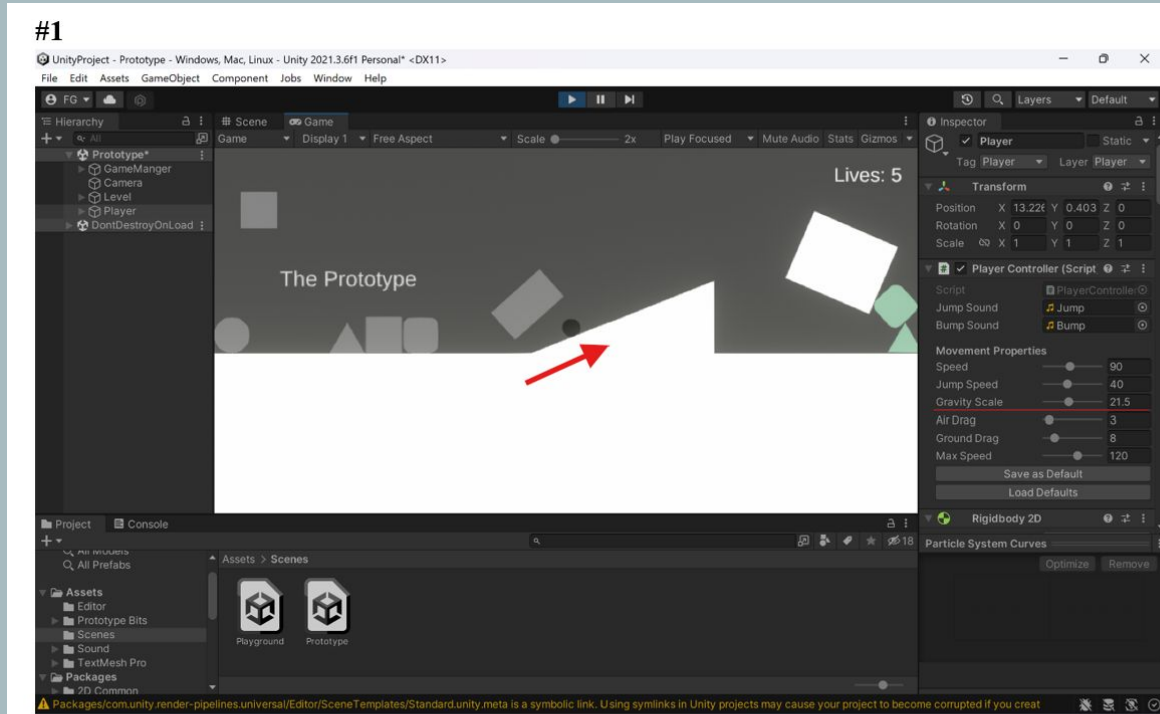 #1
UnityProject - Prototype - Windows, Mac, Linux - Unity 2021.3.6f1 Personal* <DX11>
File Edit Assets GameObject Component Jobs Window Help
FG
Layers Default
Hierarchy
Scene Game
Inspector
All
Game Display 1 Free Aspect Scale 2x Play Focused Mute Audio Stats Gizmos
Player Static
Prototype*
GameManger
Camera
Level
Player
DontDestroyOnLoad
Lives: 5
The Prototype
Tag Player Layer Player
Transform
Position X 13.226 Y 0.403 Z 0
Rotation X 0 Y 0 Z 0
Scale X 1 Y 1 Z 1
Player Controller (Script
Script PlayerController
Jump Sound Jump
Bump Sound Bump
Movement Properties
Speed 90
Jump Speed 40
Gravity Scale 21.5
Air Drag 3
Ground Drag 8
Max Speed 120
Save as Default
Load Defaults
Rigidbody 2D
Particle System Curves
Optimize Remove
Project Console
18
All Models
All Prefabs
Assets
Editor
Prototype Bits
Scenes
Sound
TextMesh Pro
Packages
2D Common
Assets > Scenes
Playground Prototype
Packages/com.unity.render-pipelines.universal/Editor/SceneTemplates/Standard.unity.meta is a symbolic link. Using symlinks in Unity projects may cause your project to become corrupted if you creat